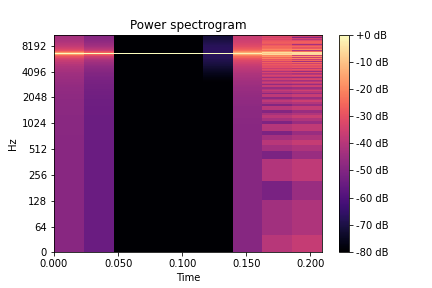 Power spectrogram
8192
4096
2048
1024
512
256
128
64
0
Hz
0.000 0.050 0.100 0.150 0.200
Time
+0 dB
-10 dB
-20 dB
-30 dB
-40 dB
-50 dB
-60 dB
-70 dB
-80 dB